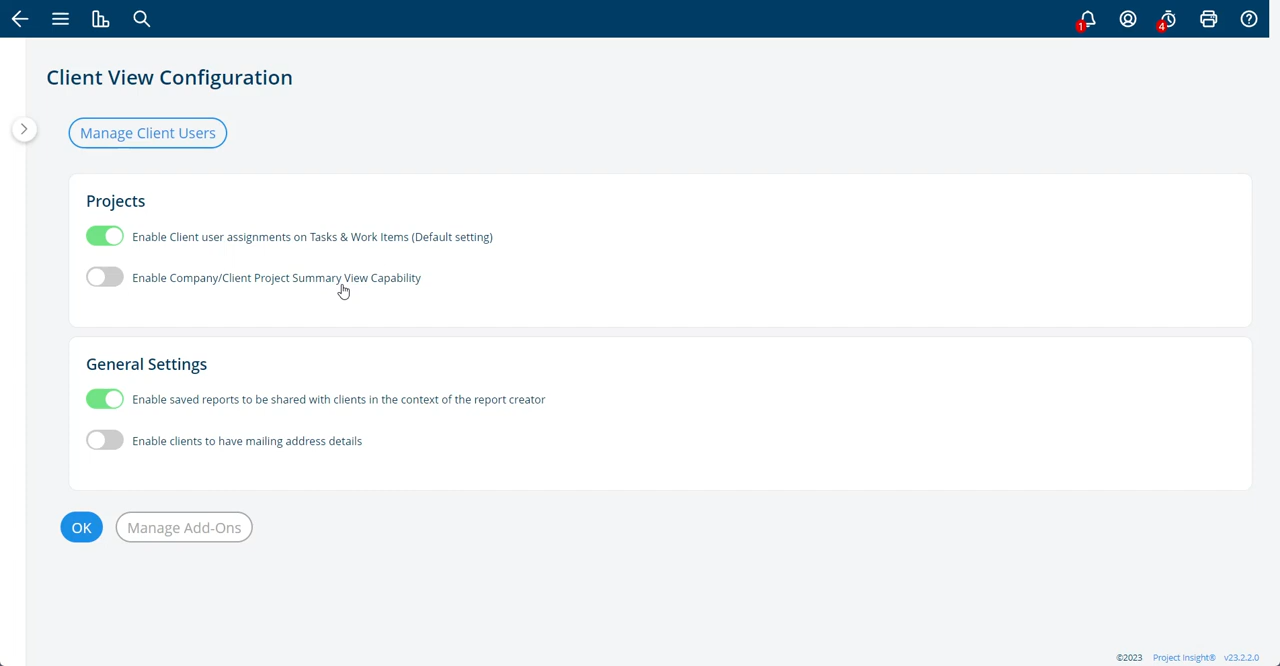 1
4
Client View Configuration
Manage Client Users
Projects
Enable Client user assignments on Tasks & Work Items (Default setting)
Enable Company/Client Project Summary View Capability
General Settings
Enable saved reports to be shared with clients in the context of the report creator
Enable clients to have mailing address details
OK Manage Add-Ons
©2023 Project Insight® v23.2.2.0